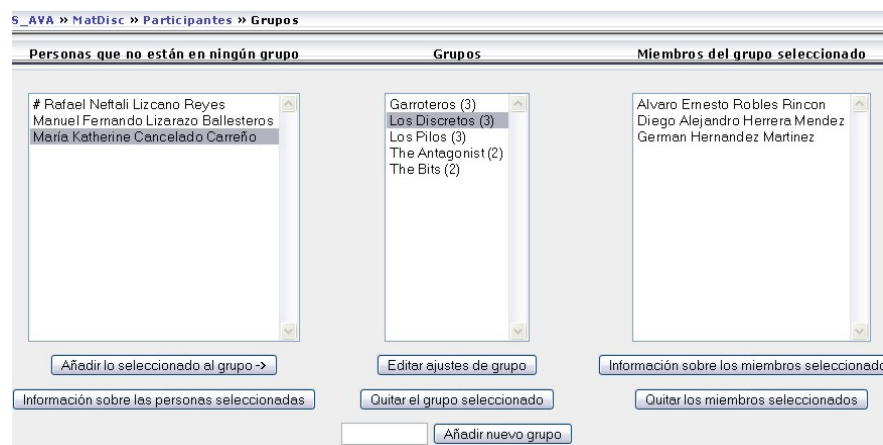 S_AVA » MatDisc » Participantes » Grupos
Personas que no están en ningún grupo
Grupos
Miembros del grupo seleccionado
# Rafael Neftali Lizcano Reyes
Manuel Fernando Lizarazo Ballesteros
María Katherine Cancelado Carreño
Garroteros (3)
Los Discretos (3)
Los Pilos (3)
The Antagonist (2)
The Bits (2)
Alvaro Ernesto Robles Rincon
Diego Alejandro Herrera Mendez
German Hernandez Martinez
Añadir lo seleccionado al grupo ->
Editar ajustes de grupo
Información sobre los miembros seleccionado
Información sobre las personas seleccionadas
Quitar el grupo seleccionado
Quitar los miembros seleccionados
Añadir nuevo grupo